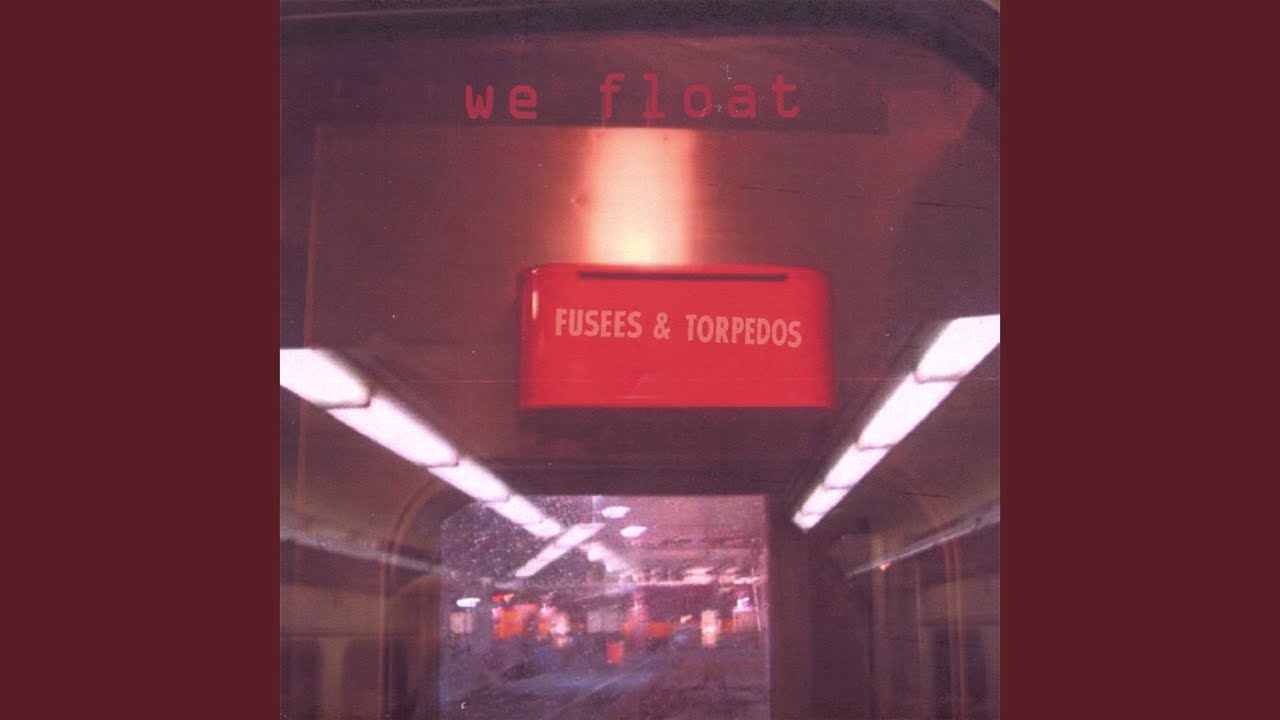 we float
FUSEES & TORPEDOS